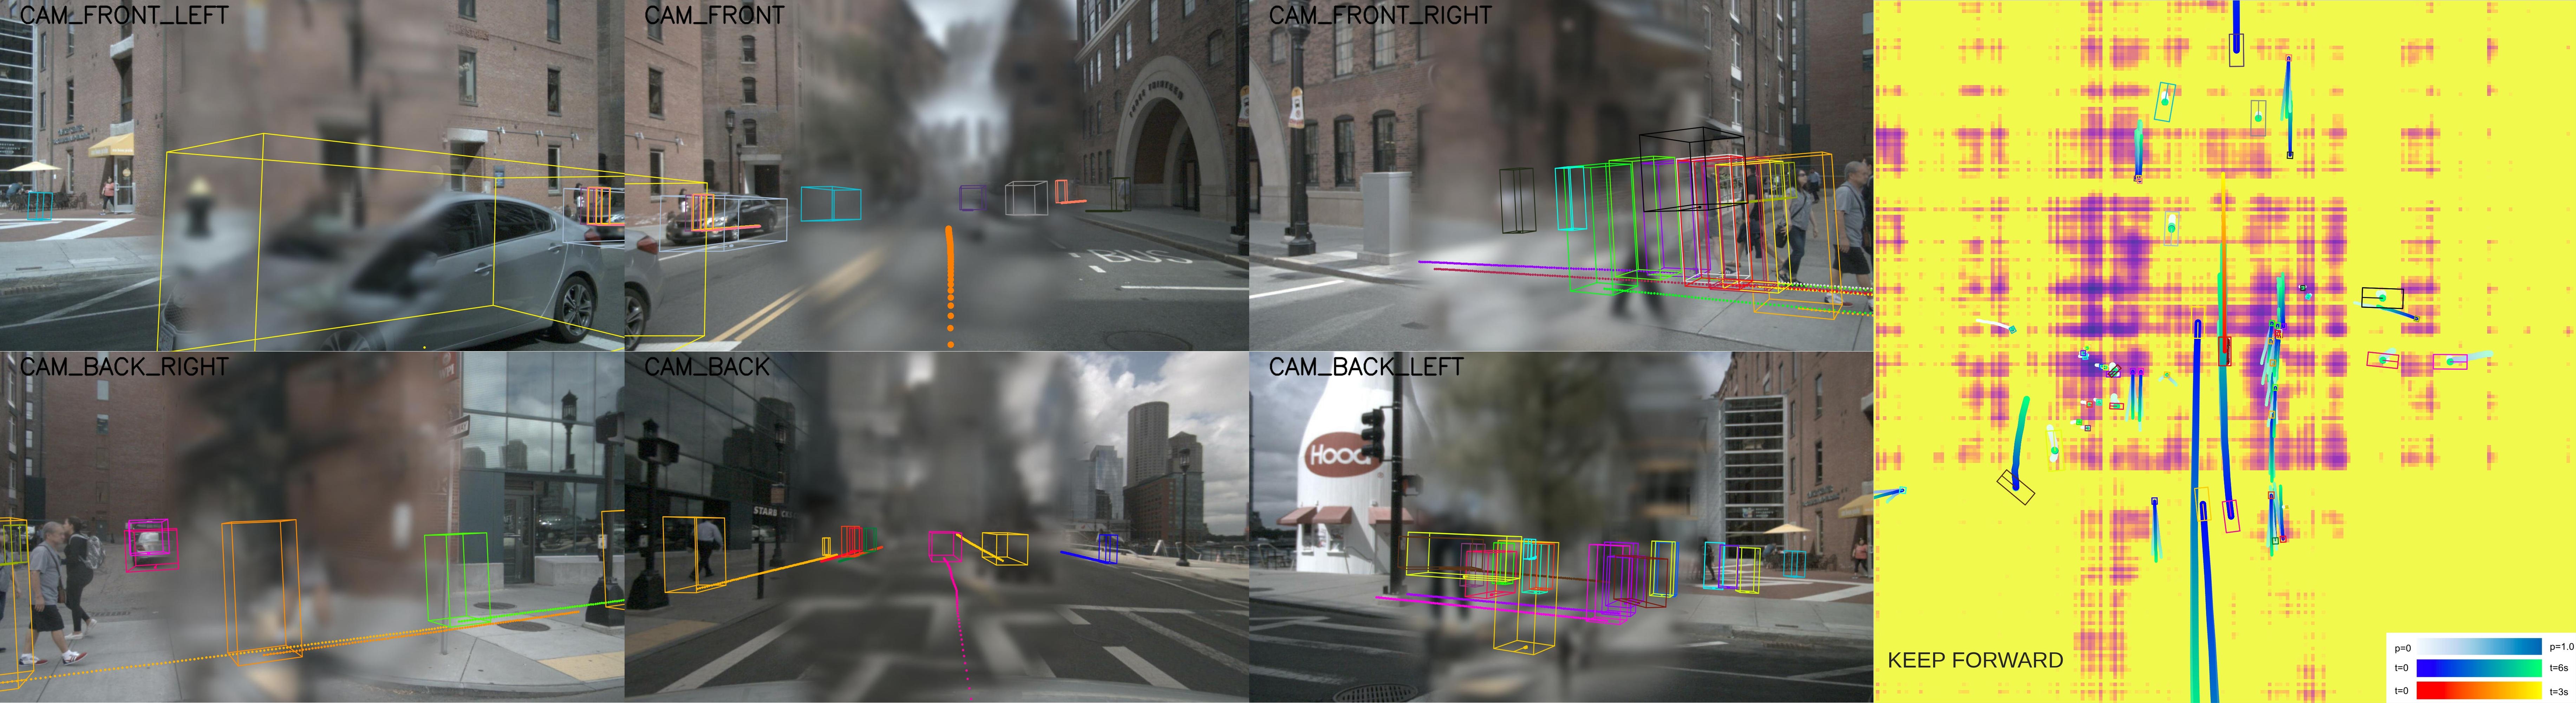 CAM_FRONT_LEFT
CAM_FRONT
CAM_FRONT_RIGHT
BUS
CAM_BACK_RIGHT
CAM_BACK
CAM_BACK_LEFT
Hood
KEEP FORWARD
p=0
p=1.0
t=0
t=6s
t=0
t=3s